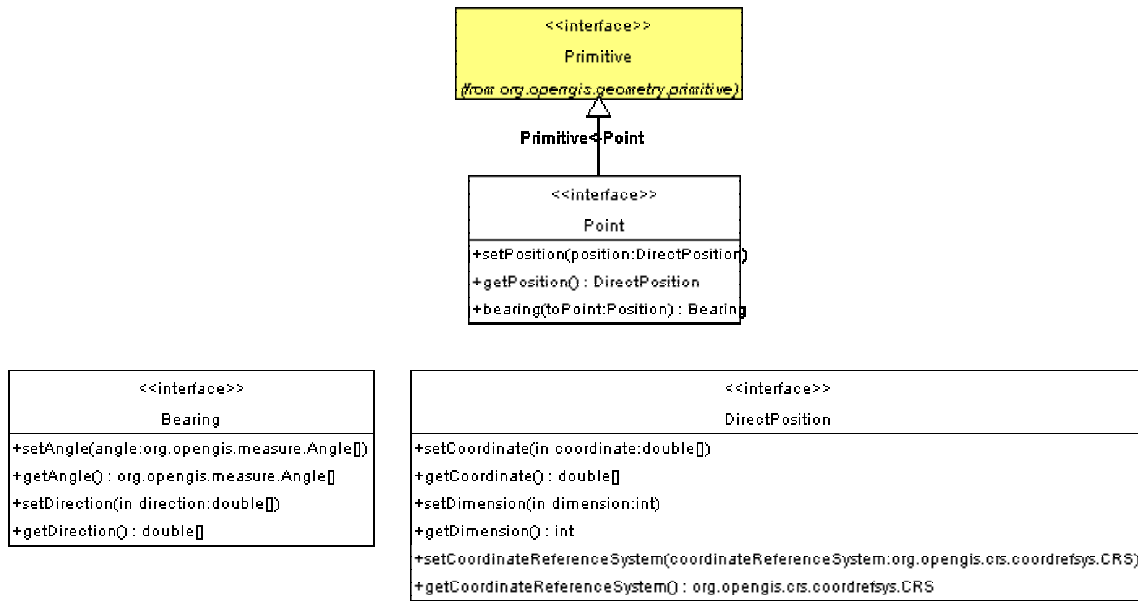 <<interface>>
Primitive
(from org.opengis.geometry.primitive)
Primitive<-Point
<<interface>>
Point
+setPosition(position:DirectPosition)
+getPosition() : DirectPosition
+bearing(toPoint:Position) : Bearing
<<interface>>
Bearing
+setAngle(angle:org.opengis.measure.Angle[])
+getAngle() : org.opengis.measure.Angle[]
+setDirection(in direction:double[])
+getDirection() : double[]
<<interface>>
DirectPosition
+setCoordinate(in coordinate:double[])
+getCoordinate() : double[]
+setDimension(in dimension:int)
+getDimension() : int
+setCoordinateReferenceSystem(coordinateReferenceSystem:org.opengis.crs.coordrefsys.CRS)
+getCoordinateReferenceSystem() : org.opengis.crs.coordrefsys.CRS